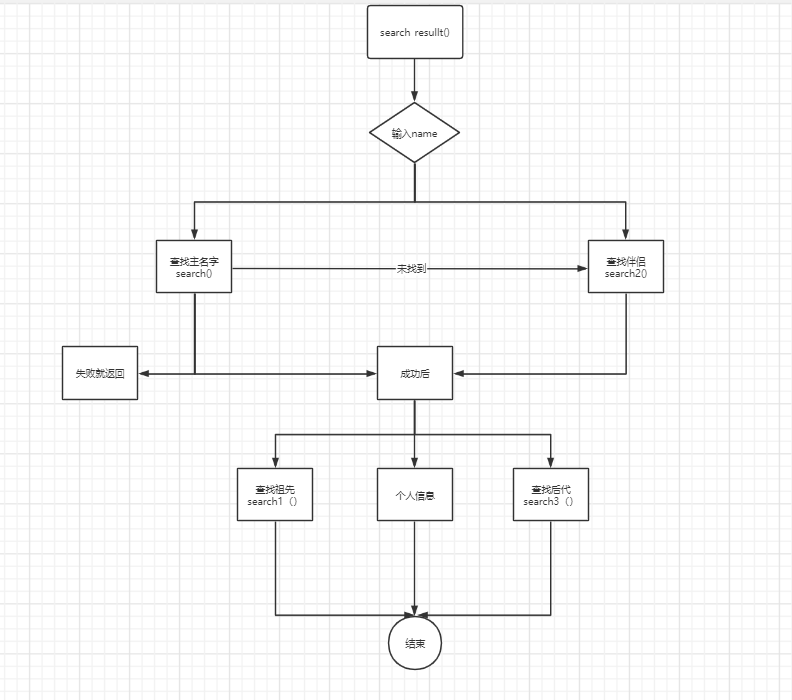 search resullt()
输入name
查找主名字
search()
未找到
查找伴侣
search2()
失败就返回
成功后
查找祖先
search1（）
个人信息
查找后代
search3（）
结束